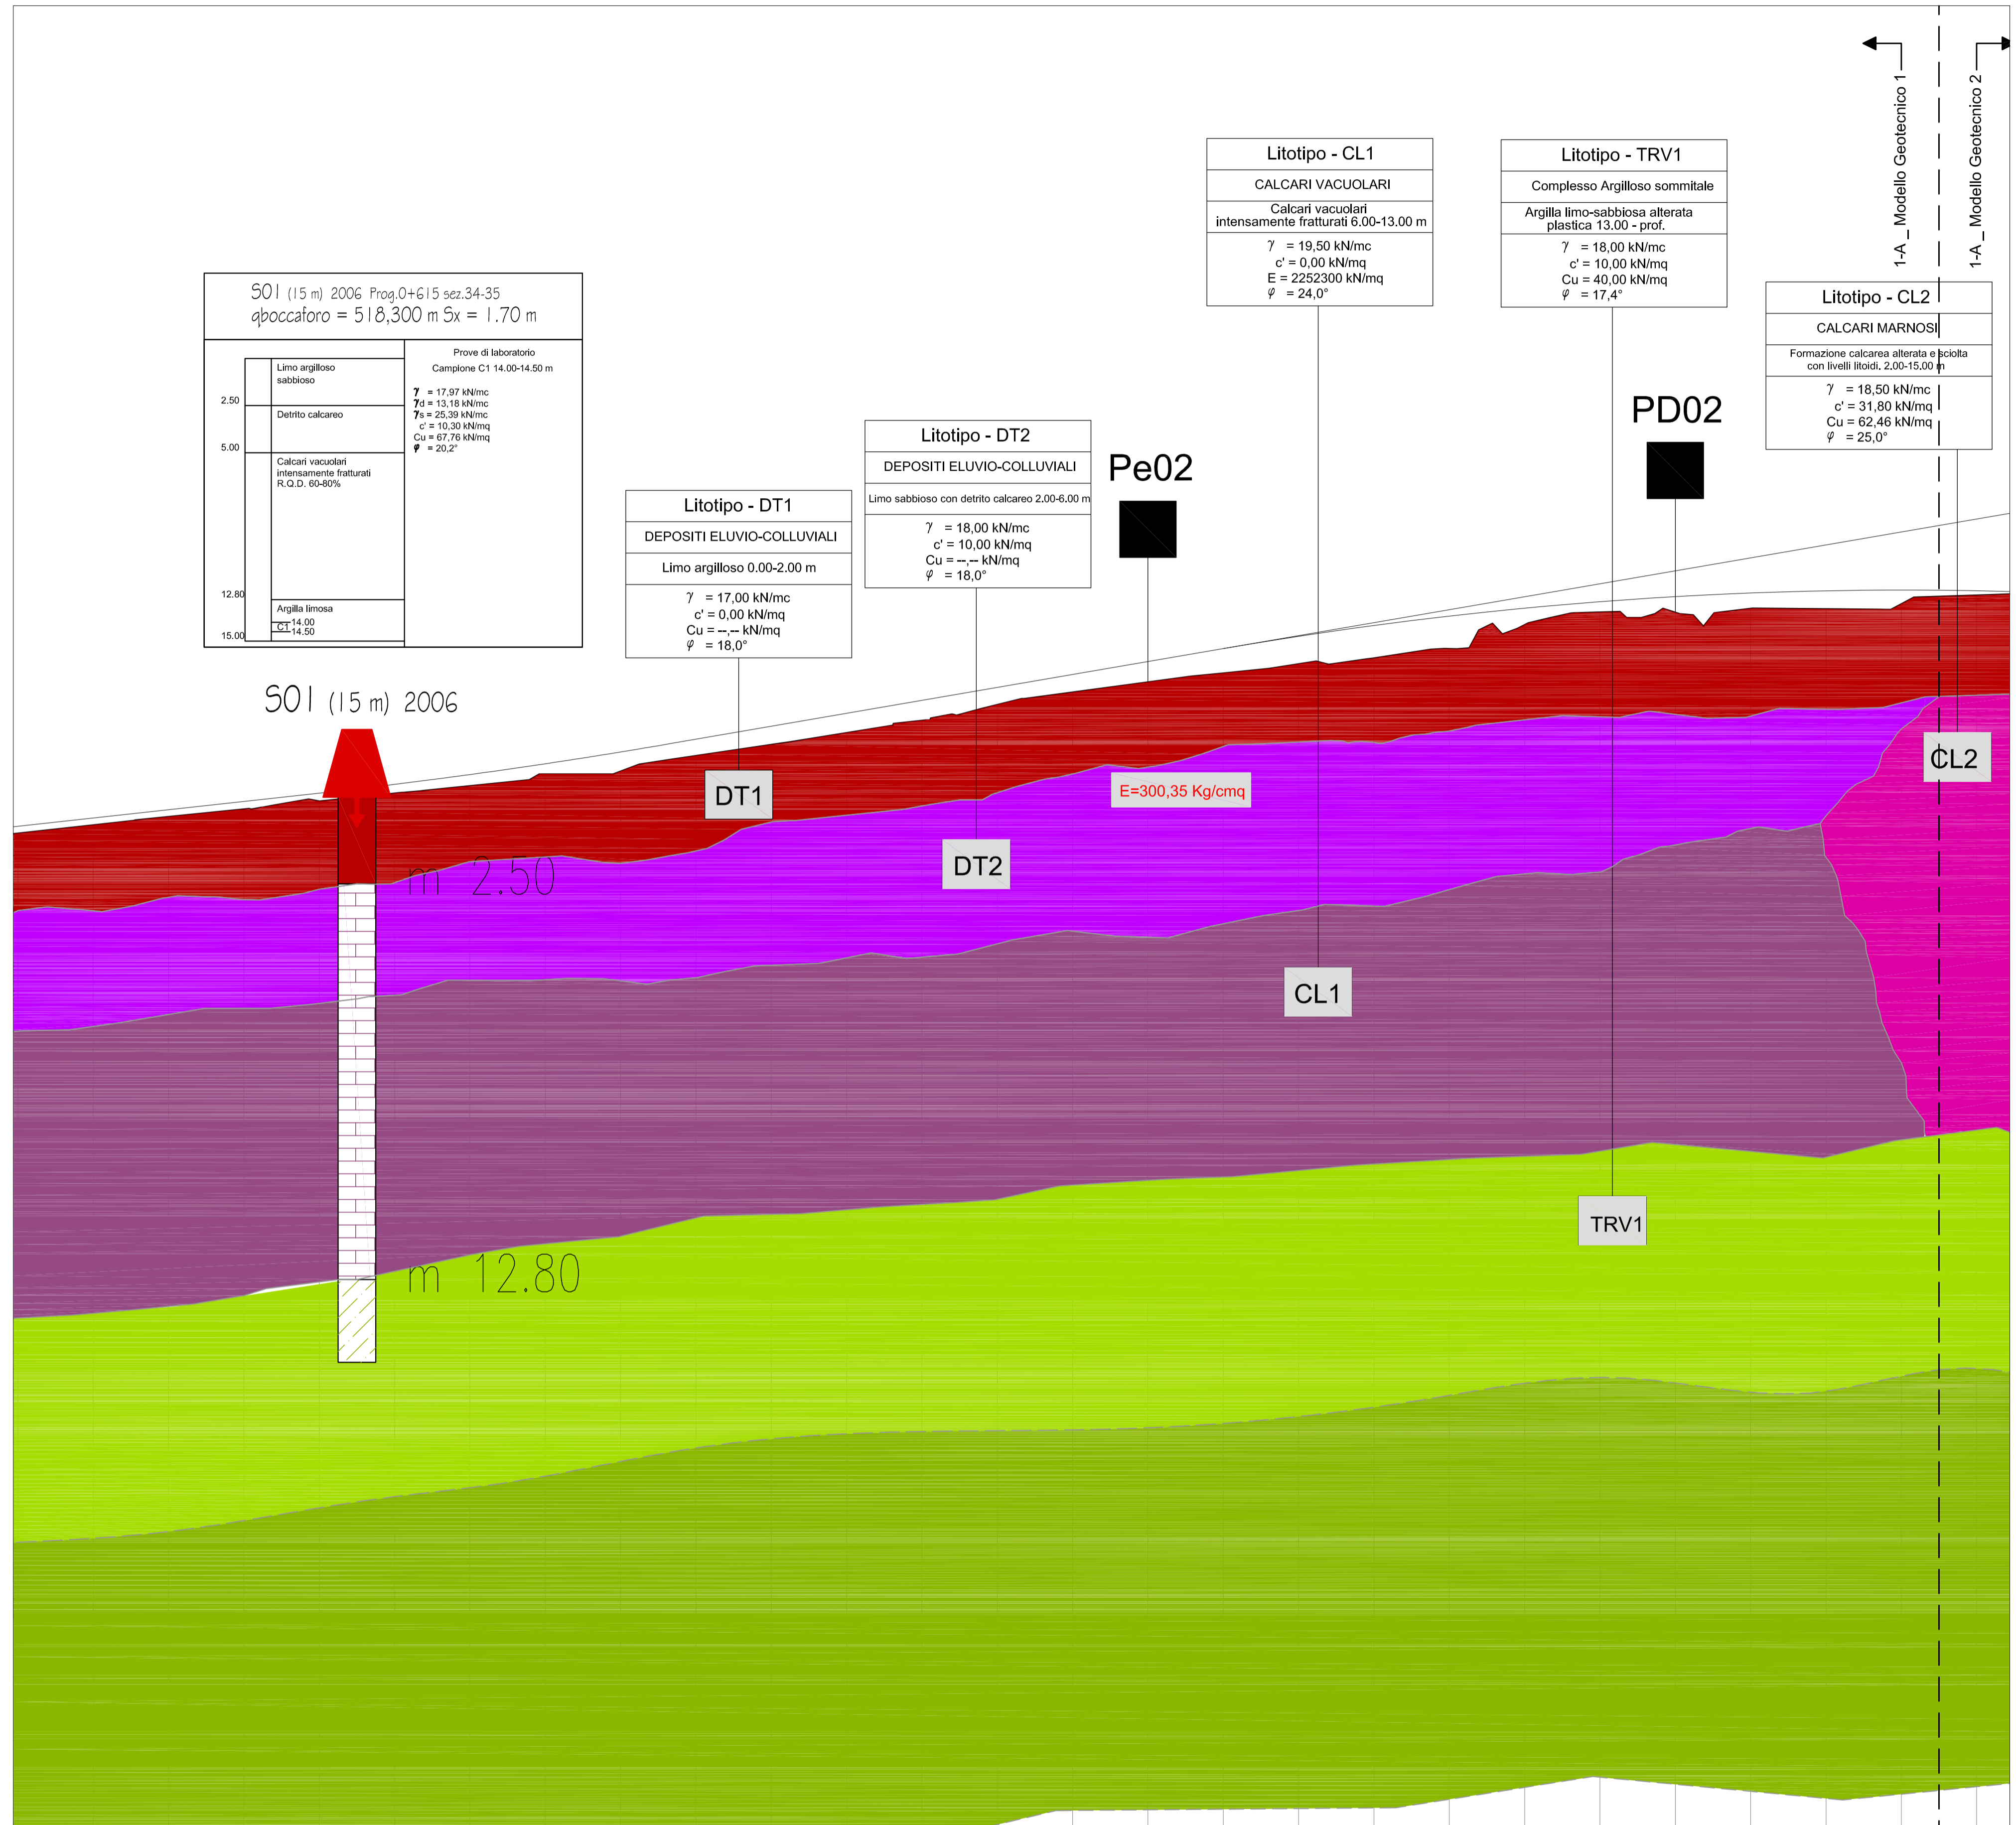 1-A _ Modello Geotecnico 1
1-A _ Modello Geotecnico 2
Litotipo - CL1
CALCARI VACUOLARI
Calcari vacuolari
intensamente fratturati 6.00-13.00 m
γ = 19,50 kN/mc
c' = 0,00 kN/mq
E = 2252300 kN/mq
φ = 24,0°
Litotipo - TRV1
Complesso Argilloso sommitale
Argilla limo-sabbiosa alterata
plastica 13.00 - prof.
γ = 18,00 kN/mc
c' = 10,00 kN/mq
Cu = 40,00 kN/mq
φ = 17,4°
Litotipo - CL2
CALCARI MARNOSI
Formazione calcarea alterata e sciolta
con livelli litoidi. 2.00-15.00 m
γ = 18,50 kN/mc
c' = 31,80 kN/mq
Cu = 62,46 kN/mq
φ = 25,0°
S01 (15 m) 2006 Prog.0+615 sez.34-35
qboccaforo = 518,300 m Sx = 1.70 m
Limo argilloso
sabbioso
2.50
Detrito calcareo
5.00
Calcari vacuolari
intensamente fratturati
R.Q.D. 60-80%
12.80
Argilla limosa
14.00
C1
14.50
15.00
Prove di laboratorio
Campione C1 14.00-14.50 m
γ = 17,97 kN/mc
γd = 13,18 kN/mc
γs = 25,39 kN/mc
c' = 10,30 kN/mq
Cu = 67,76 kN/mq
φ = 20,2°
Litotipo - DT2
DEPOSITI ELUVIO-COLLUVIALI
Limo sabbioso con detrito calcareo 2.00-6.00 m
γ = 18,00 kN/mc
c' = 10,00 kN/mq
Cu = --,-- kN/mq
φ = 18,0°
Pe02
PD02
Litotipo - DT1
DEPOSITI ELUVIO-COLLUVIALI
Limo argilloso 0.00-2.00 m
γ = 17,00 kN/mc
c' = 0,00 kN/mq
Cu = --,-- kN/mq
φ = 18,0°
S01 (15 m) 2006
CL2
DT1
E=300,35 Kg/cmq
DT2
m 2.50
CL1
TRV1
m 12.80